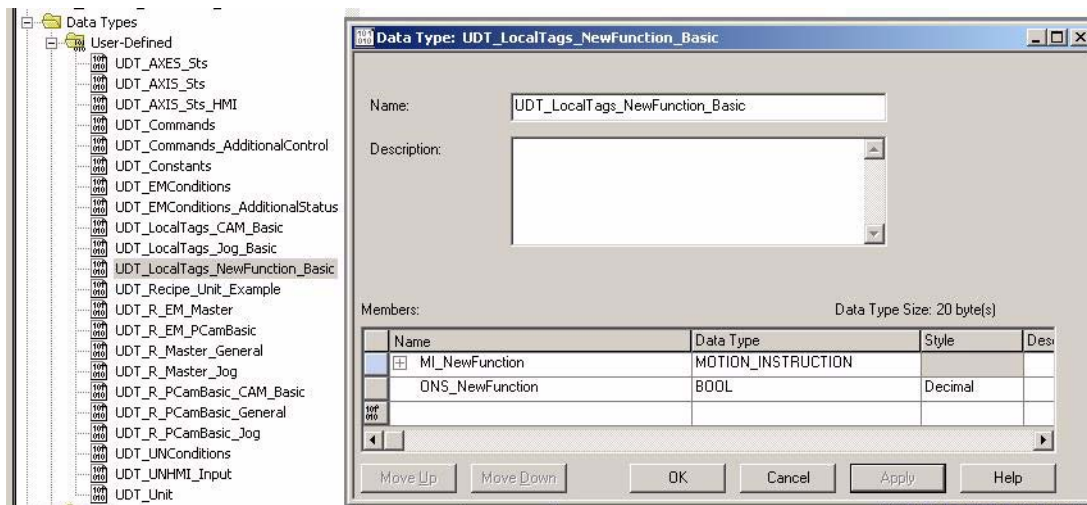 Data Types
User-Defined
UDT_AXES_Sts
UDT_AXIS_Sts
UDT_AXIS_Sts_HMI
UDT_Commands
UDT_Commands_AdditionalControl
UDT_Constants
UDT_EMConditions
UDT_EMConditions_AdditionalStatus
UDT_LocalTags_CAM_Basic
UDT_LocalTags_Jog_Basic
UDT_LocalTags_NewFunction_Basic
UDT_Recipe_Unit_Example
UDT_R_EM_Master
UDT_R_EM_PCamBasic
UDT_R_Master_General
UDT_R_Master_Jog
UDT_R_PCamBasic_CAM_Basic
UDT_R_PCamBasic_General
UDT_R_PCamBasic_Jog
UDT_UNConditions
UDT_UNHMI_Input
UDT_Unit
Data Type: UDT_LocalTags_NewFunction_Basic
Name: UDT_LocalTags_NewFunction_Basic
Description:
Members: Data Type Size: 20 byte(s)
Name Data Type Style Des
MI_NewFunction MOTION_INSTRUCTION
ONS_NewFunction BOOL Decimal
Move Up Move Down OK Cancel Apply Help